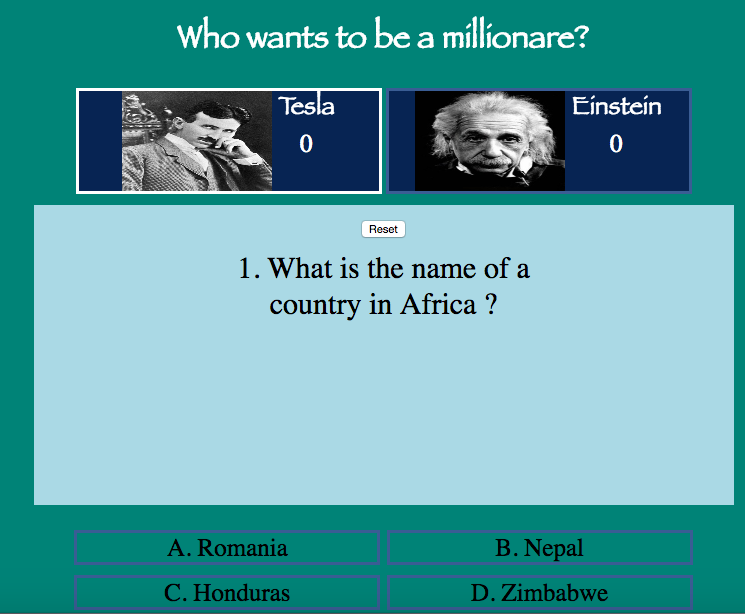 Who wants to be a millionare?
Tesla
0
Einstein
0
Reset
1. What is the name of a
country in Africa ?
A. Romania
B. Nepal
C. Honduras
D. Zimbabwe